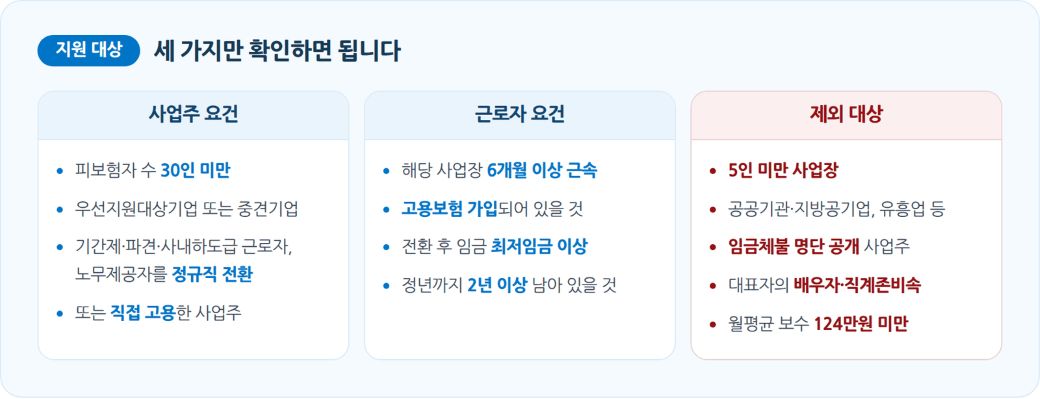 지원 대상 세 가지만 확인하면 됩니다
사업주 요건
피보험자 수 30인 미만
우선지원대상기업 또는 중견기업
기간제·파견·사내하도급 근로자,
노무제공자를 정규직 전환
또는 직접 고용한 사업주
근로자 요건
해당 사업장 6개월 이상 근속
고용보험 가입되어 있을 것
전환 후 임금 최저임금 이상
정년까지 2년 이상 남아 있을 것
제외 대상
5인 미만 사업장
공공기관·지방공기업, 유흥업 등
임금체불 명단 공개 사업주
대표자의 배우자·직계존비속
월평균 보수 124만원 미만